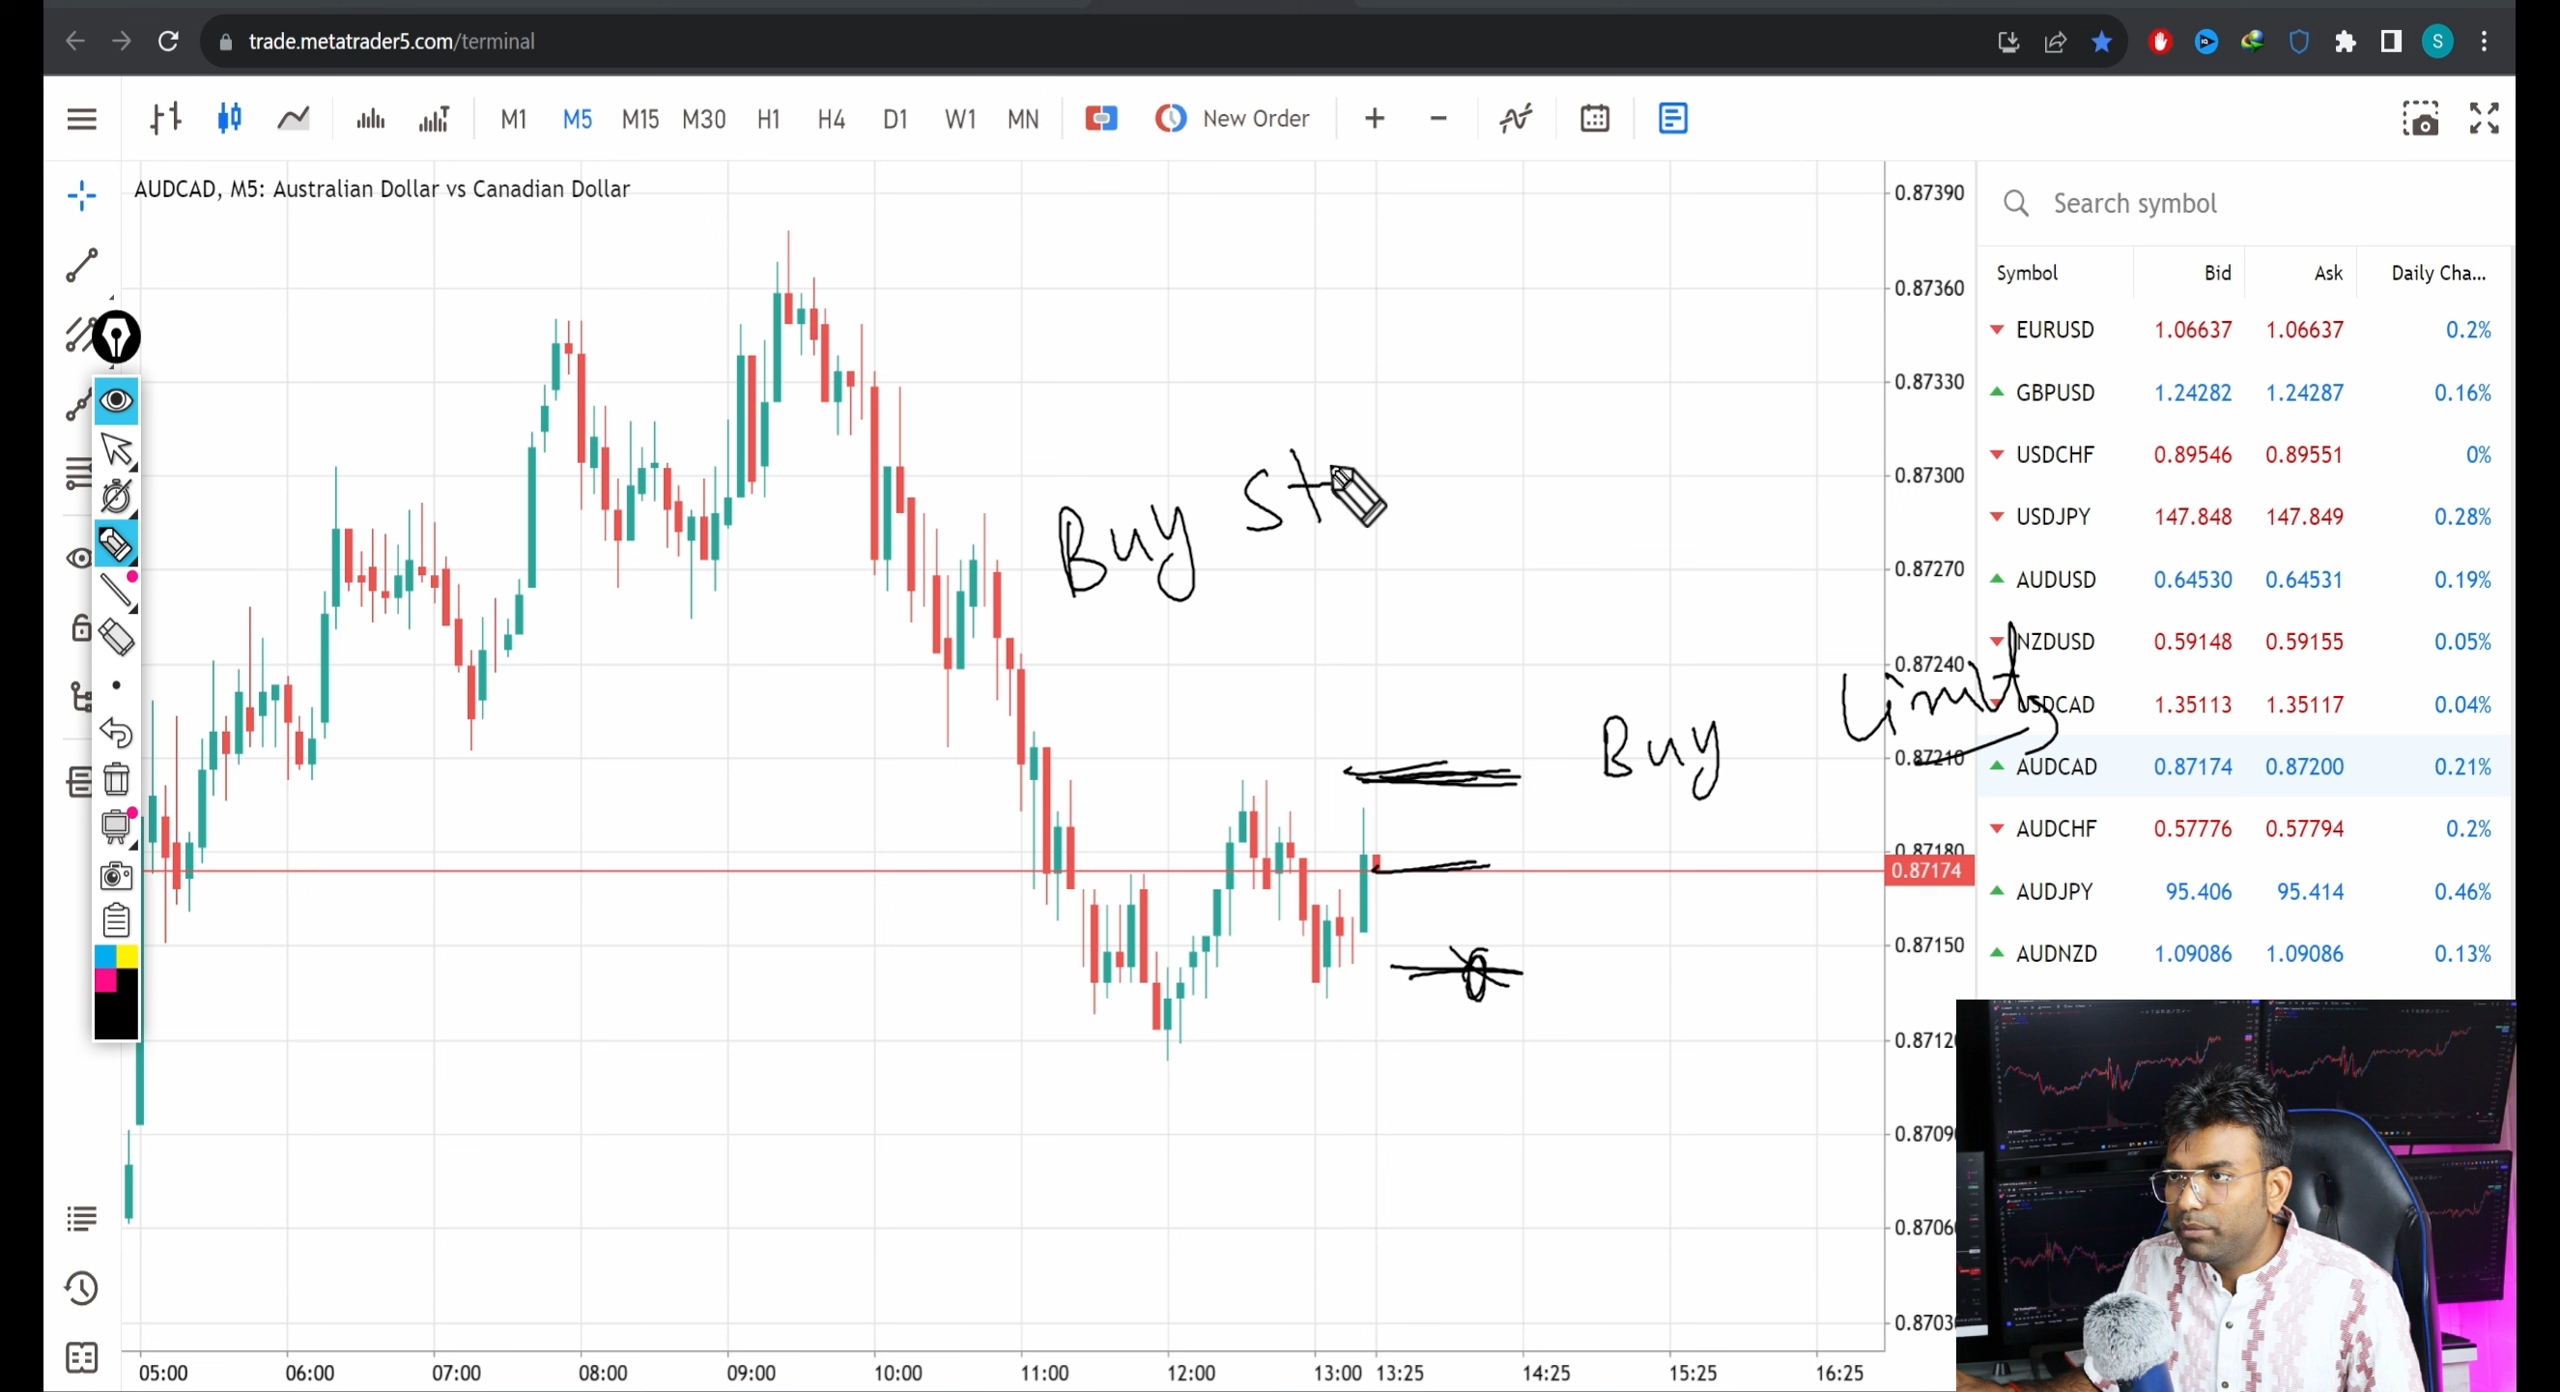 trade.metatrader5.com/terminal
S
M1 M5 M15 M30 H1 H4 D1 W1 MN New Order
AUDCAD, M5: Australian Dollar vs Canadian Dollar
0.87390
0.87360
0.87330
0.87300
0.87270
0.87240
0.87210
0.87180
0.87174
0.87150
0.8712
0.8709
0.8706
0.8703
Buy sto
Buy Limit
05:00 06:00 07:00 08:00 09:00 10:00 11:00 12:00 13:00 13:25 14:25 15:25 16:25
Search symbol
Symbol Bid Ask Daily Cha...
EURUSD 1.06637 1.06637 0.2%
GBPUSD 1.24282 1.24287 0.16%
USDCHF 0.89546 0.89551 0%
USDJPY 147.848 147.849 0.28%
AUDUSD 0.64530 0.64531 0.19%
NZDUSD 0.59148 0.59155 0.05%
USDCAD 1.35113 1.35117 0.04%
AUDCAD 0.87174 0.87200 0.21%
AUDCHF 0.57776 0.57794 0.2%
AUDJPY 95.406 95.414 0.46%
AUDNZD 1.09086 1.09086 0.13%